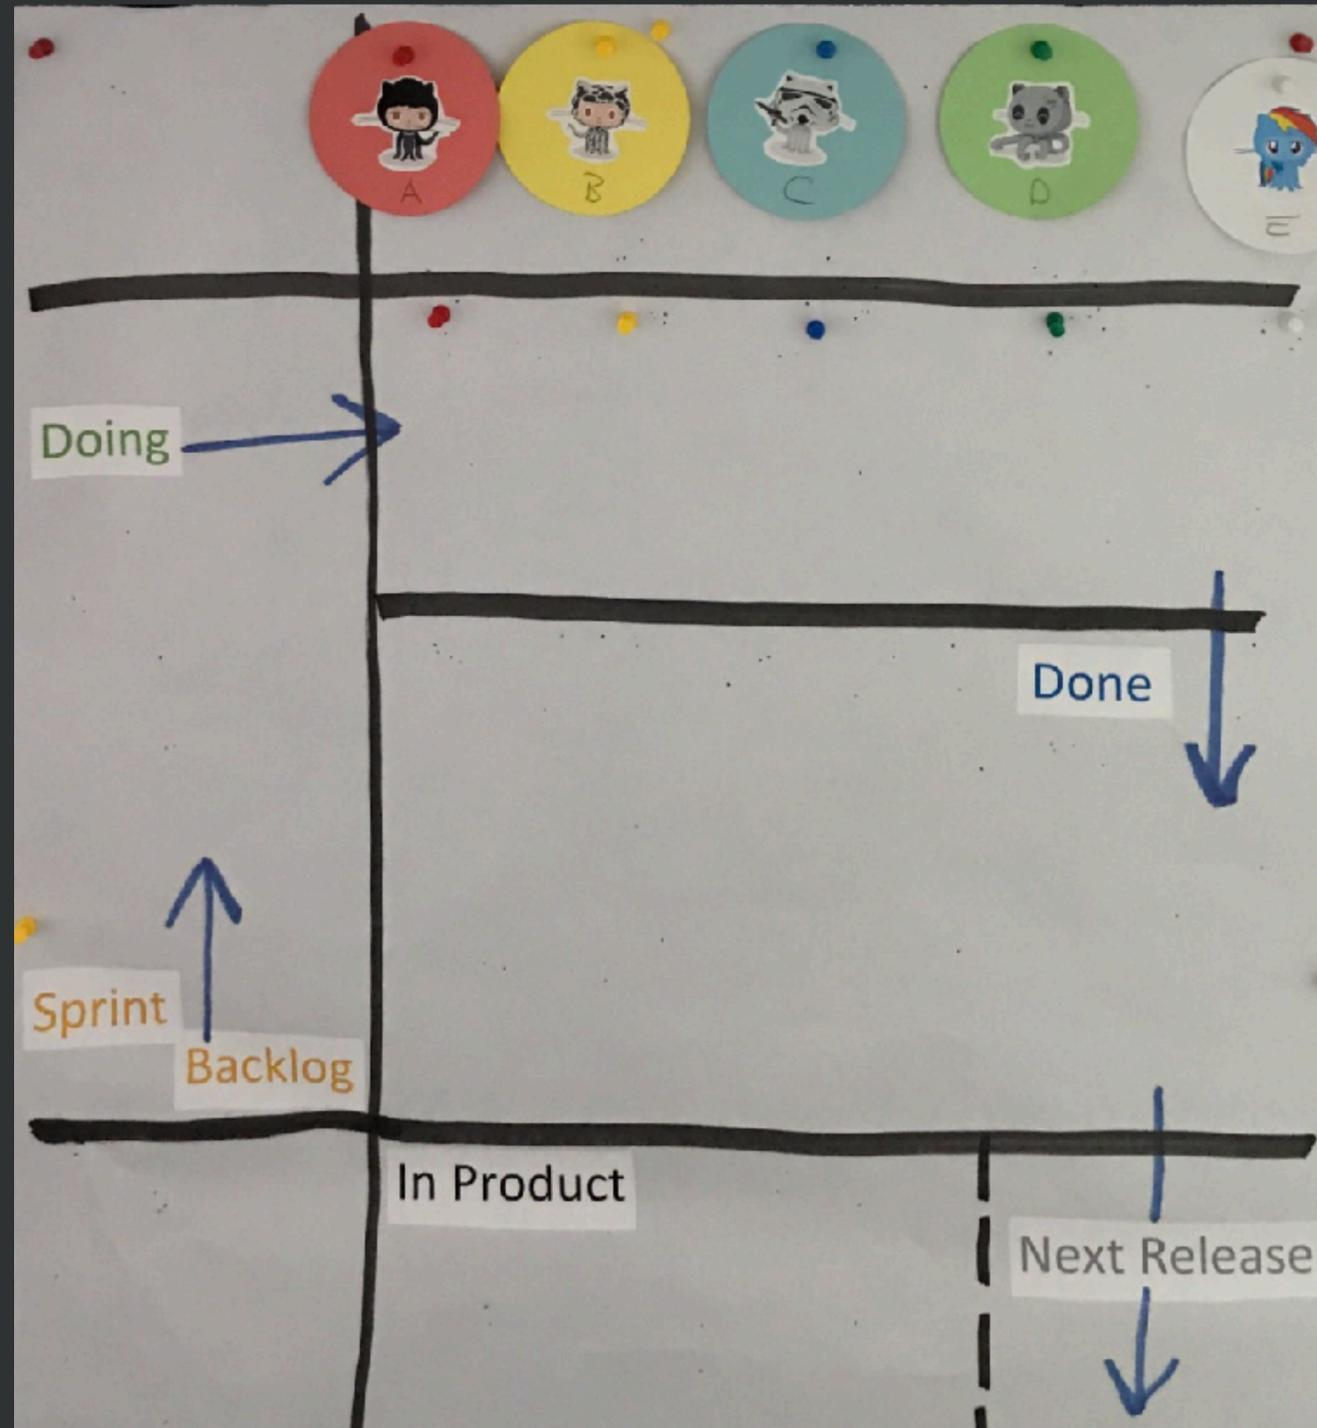 A
B
C
D
E
Doing
Done
Sprint
Backlog
In Product
Next Release